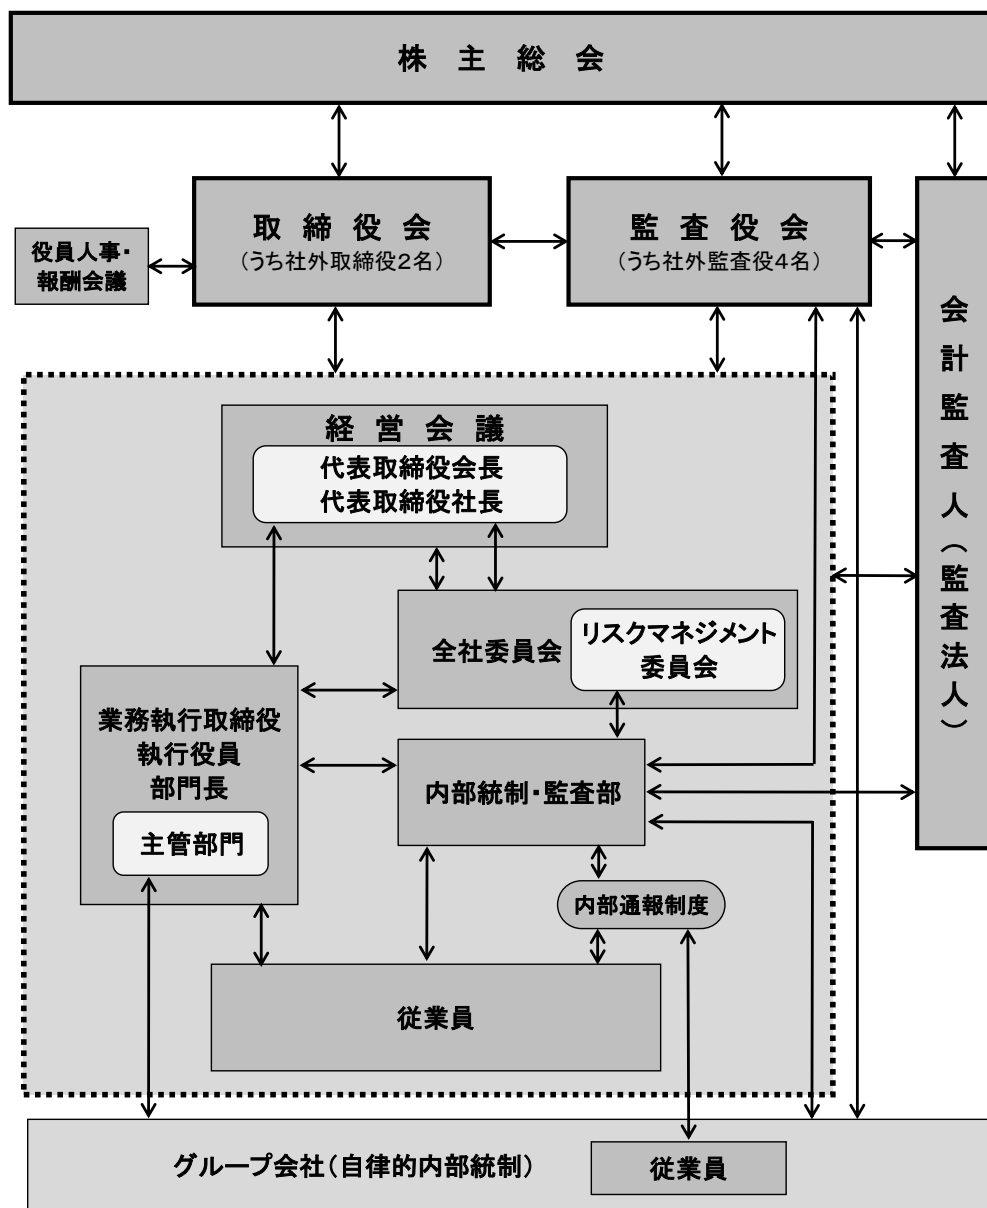 株主総会
取締役会
（うち社外取締役2名）
監査役会
（うち社外監査役4名）
役員人事・
報酬会議
会計監査人（監査法人）
経営会議
代表取締役会長
代表取締役社長
全社委員会
リスクマネジメント
委員会
業務執行取締役
執行役員
部門長
主管部門
内部統制・監査部
内部通報制度
従業員
グループ会社（自律的内部統制）
従業員